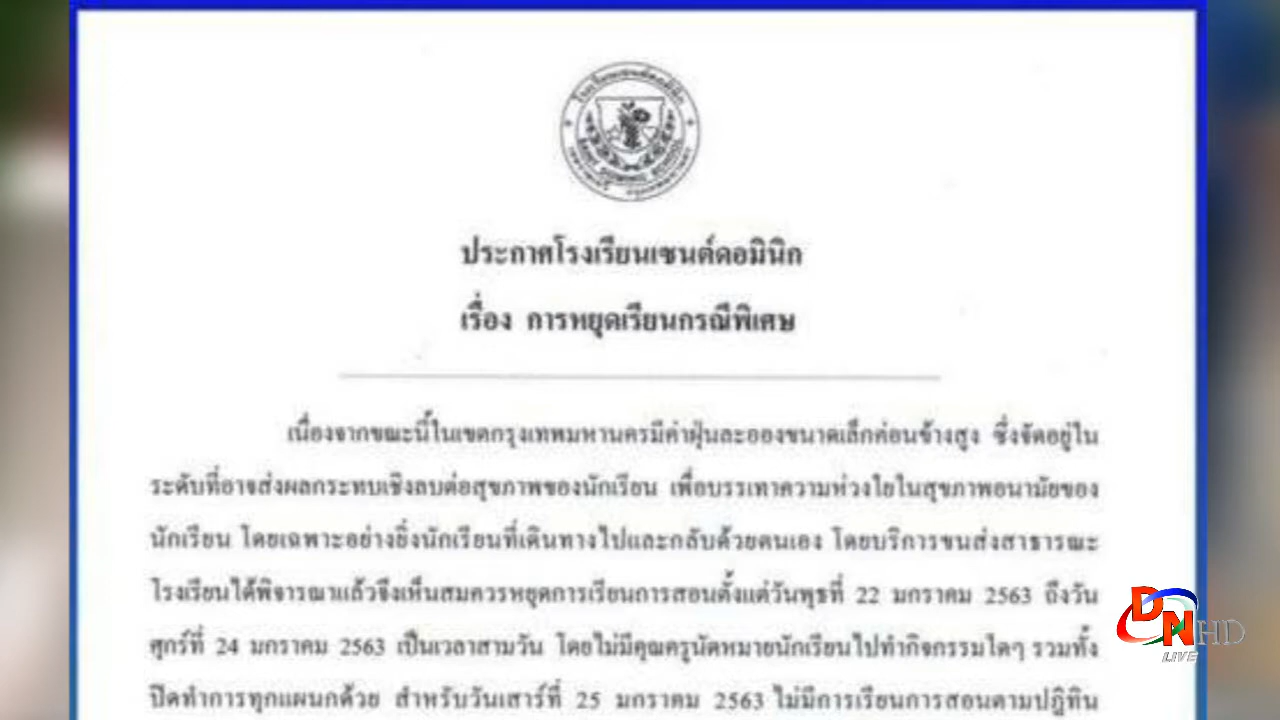 โรงเรียนเซนต์ดอมินิก
SAINT DOMINIC SCHOOL
ประกาศโรงเรียนเซนต์ดอมินิก
เรื่อง การหยุดเรียนกรณีพิเศษ
เนื่องจากขณะนี้ในเขตกรุงเทพมหานครมีค่าฝุ่นละอองขนาดเล็กค่อนข้างสูง ซึ่งจัดอยู่ใน
ระดับที่อาจส่งผลกระทบเชิงลบต่อสุขภาพของนักเรียน เพื่อบรรเทาความห่วงใยในสุขภาพอนามัยของ
นักเรียน โดยเฉพาะอย่างยิ่งนักเรียนที่เดินทางไปและกลับด้วยตนเอง โดยบริการขนส่งสาธารณะ
โรงเรียนได้พิจารณาแล้วจึงเห็นสมควรหยุดการเรียนการสอนตั้งแต่วันพุธที่ 22 มกราคม 2563 ถึงวัน
ศุกร์ที่ 24 มกราคม 2563 เป็นเวลาสามวัน โดยไม่มีคุณครูนัดหมายนักเรียนไปทำกิจกรรมใดๆ รวมทั้ง
ปิดทำการทุกแผนกด้วย สำหรับวันเสาร์ที่ 25 มกราคม 2563 ไม่มีการเรียนการสอนตามปฏิทิน
DN HD
LIVE